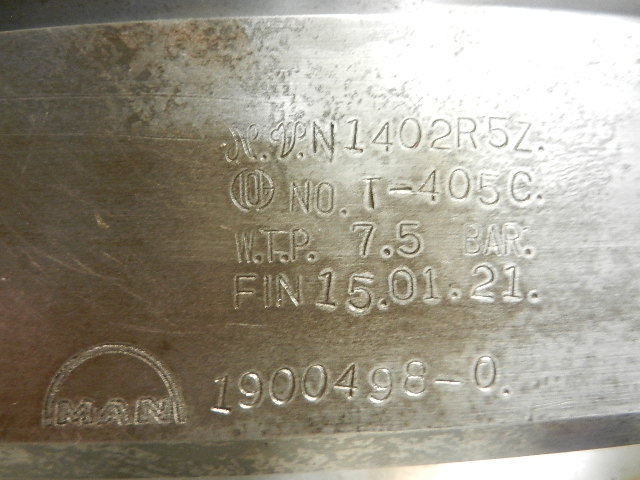 N.V.N1402R5Z.
NO. T-405C.
W.T.P. 7.5 BAR.
FIN 15.01.21.
MAN 1900498-0.